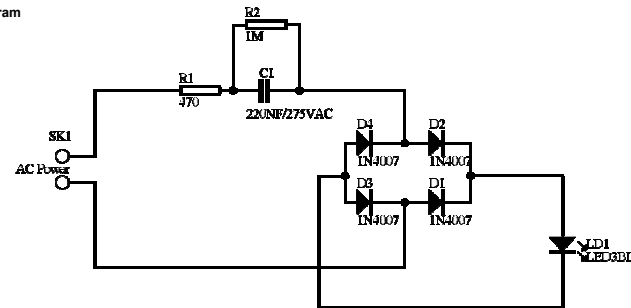 ram
R2
1M
R1
470
C1
220NF/275VAC
SK1
AC Power
D4
1N4007
D2
1N4007
D3
1N4007
D1
1N4007
LD1
LED3BL